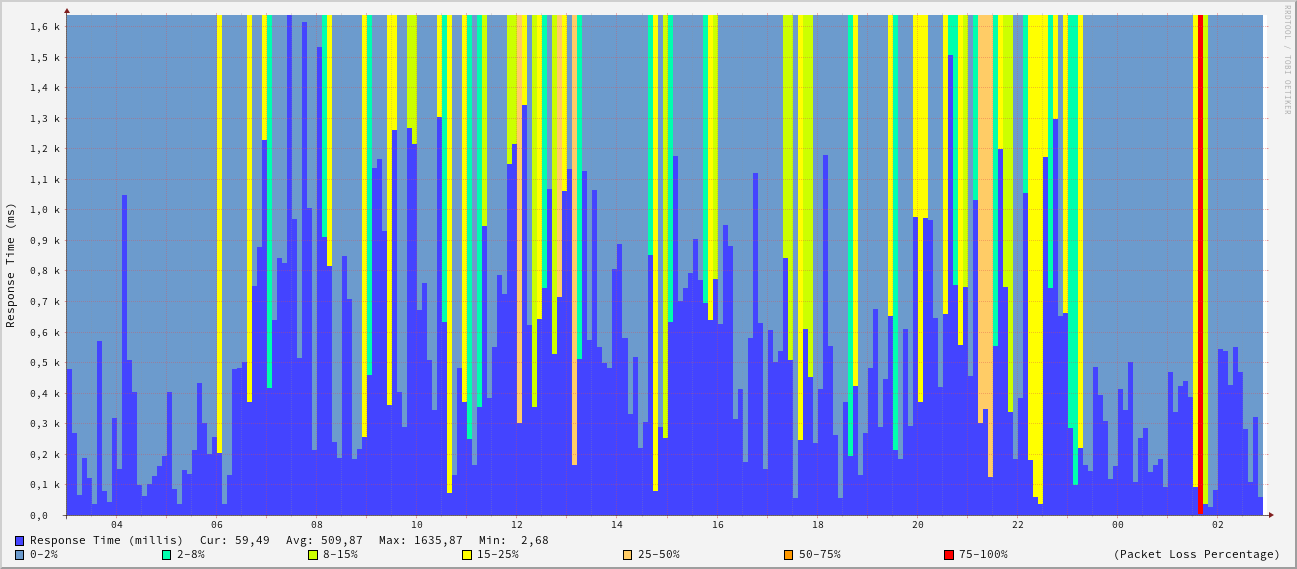 RRDTOOL / TOBI OETIKER
Response Time (ms)
1,6 k
1,5 k
1,4 k
1,3 k
1,2 k
1,1 k
1,0 k
0,9 k
0,8 k
0,7 k
0,6 k
0,5 k
0,4 k
0,3 k
0,2 k
0,1 k
0,0
04 06 08 10 12 14 16 18 20 22 00 02
Response Time (millis) Cur: 59,49 Avg: 509,87 Max: 1635,87 Min: 2,68
0-2% 2-8% 8-15% 15-25% 25-50% 50-75% 75-100% (Packet Loss Percentage)